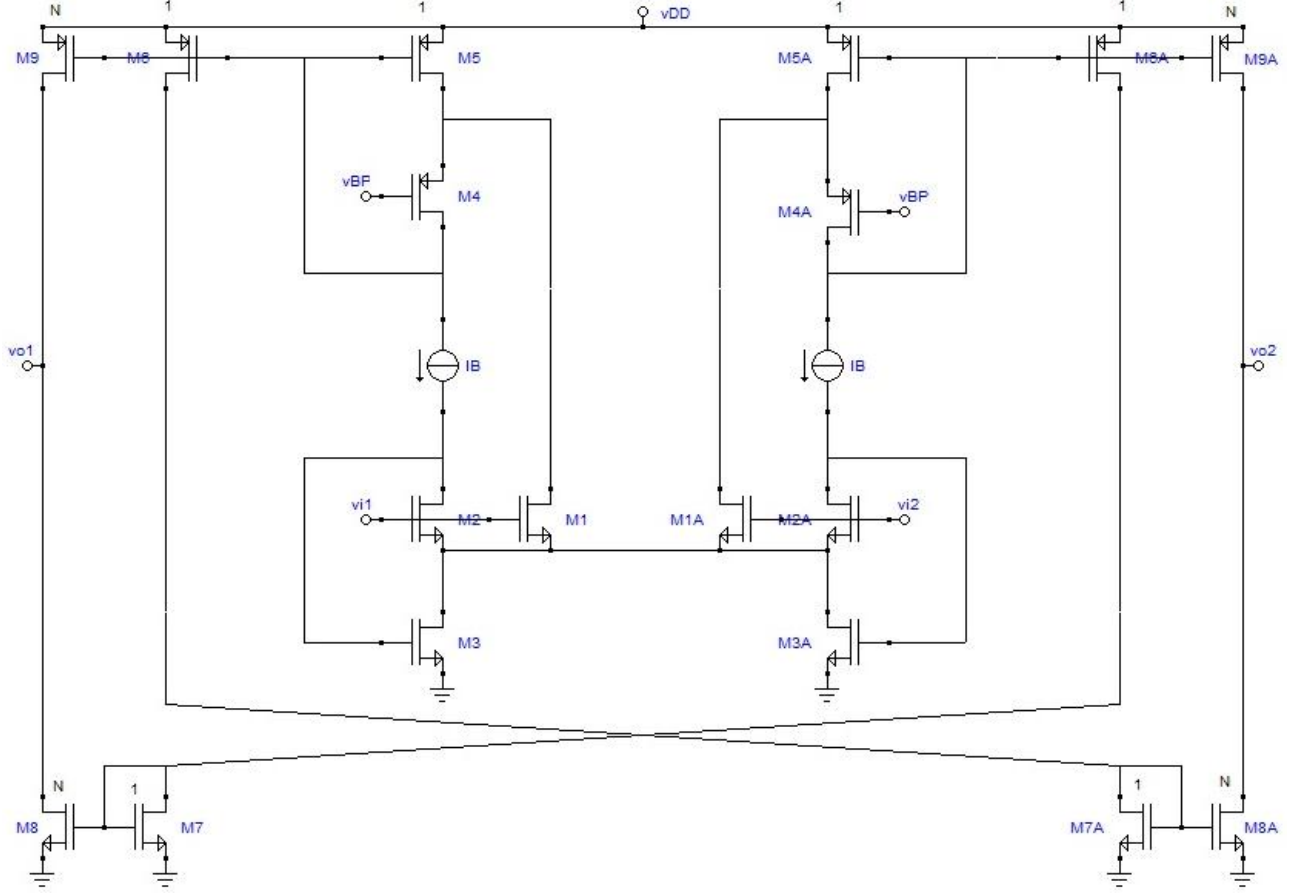 N 1 1 vDD 1 1 N
M9 M6 M5 M5A M6A M9A
vBP M4 M4A vBP
vo1 IB IB vo2
vi1 M2 M1 M1A M2A vi2
M3 M3A
N 1 1 N
M8 M7 M7A M8A